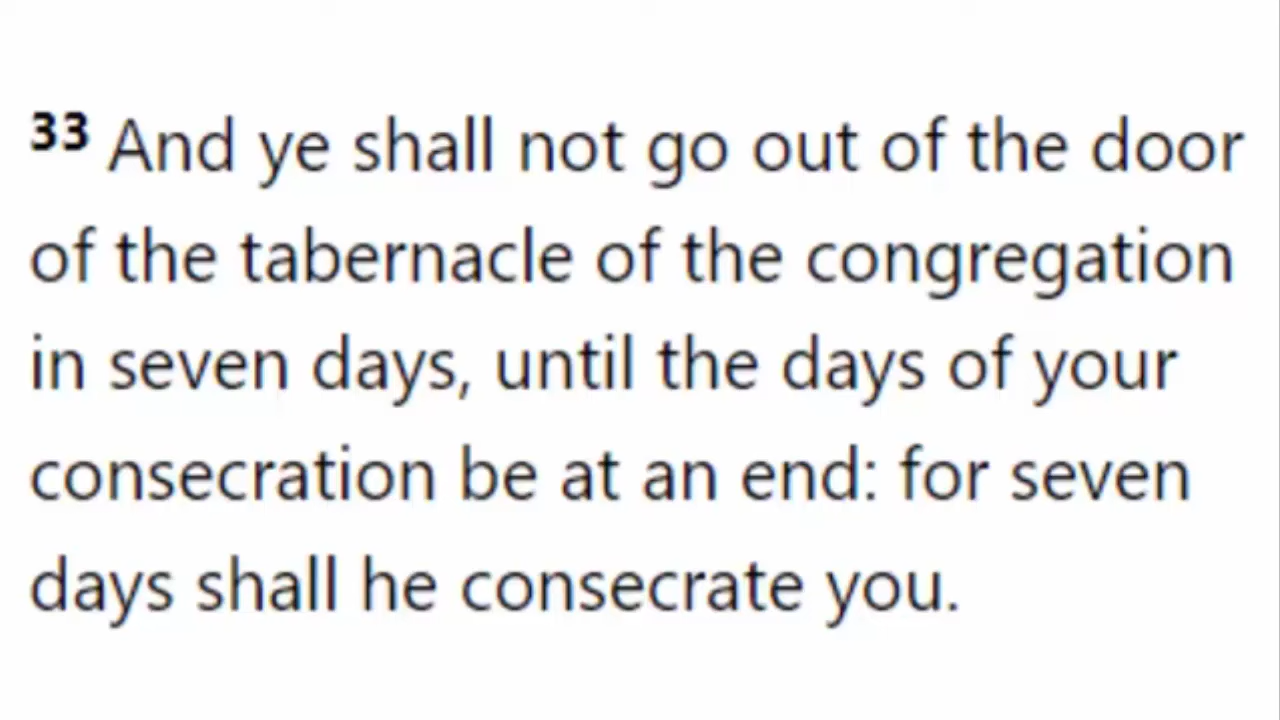 33 And ye shall not go out of the door
of the tabernacle of the congregation
in seven days, until the days of your
consecration be at an end: for seven
days shall he consecrate you.